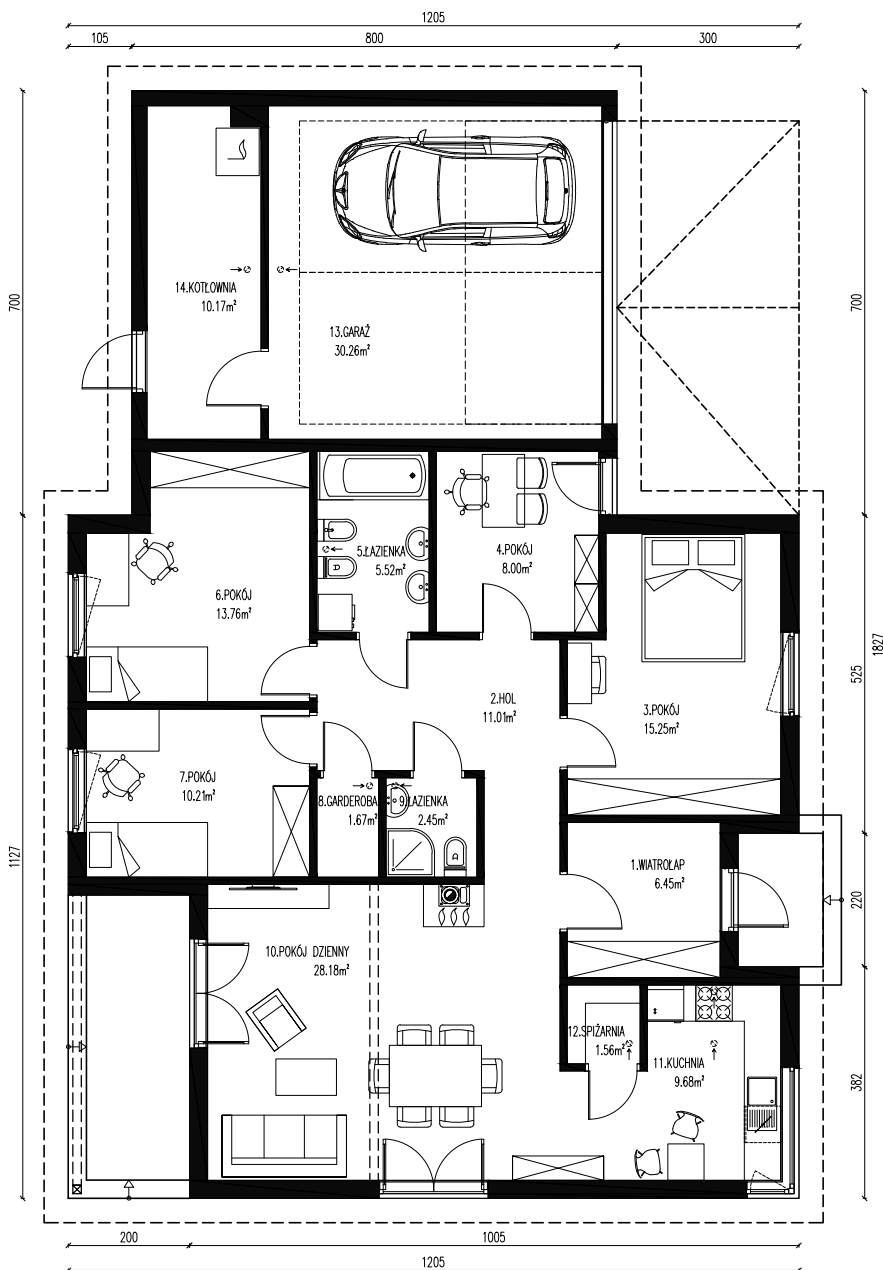 1205
105
800
300
700
700
14.KOTŁOWNIA
10.17m²
13.GARAŻ
30.26m²
5.ŁAZIENKA
5.52m²
4.POKÓJ
8.00m²
6.POKÓJ
13.76m²
1827
525
2.HOL
11.01m²
3.POKÓJ
15.25m²
7.POKÓJ
10.21m²
8.GARDEROBA
1.67m²
9.ŁAZIENKA
2.45m²
1127
1.WIATROŁAP
6.45m²
220
10.POKÓJ DZIENNY
28.18m²
12.SPIŻARNIA
1.56m²
11.KUCHNIA
9.68m²
382
200
1005
1205